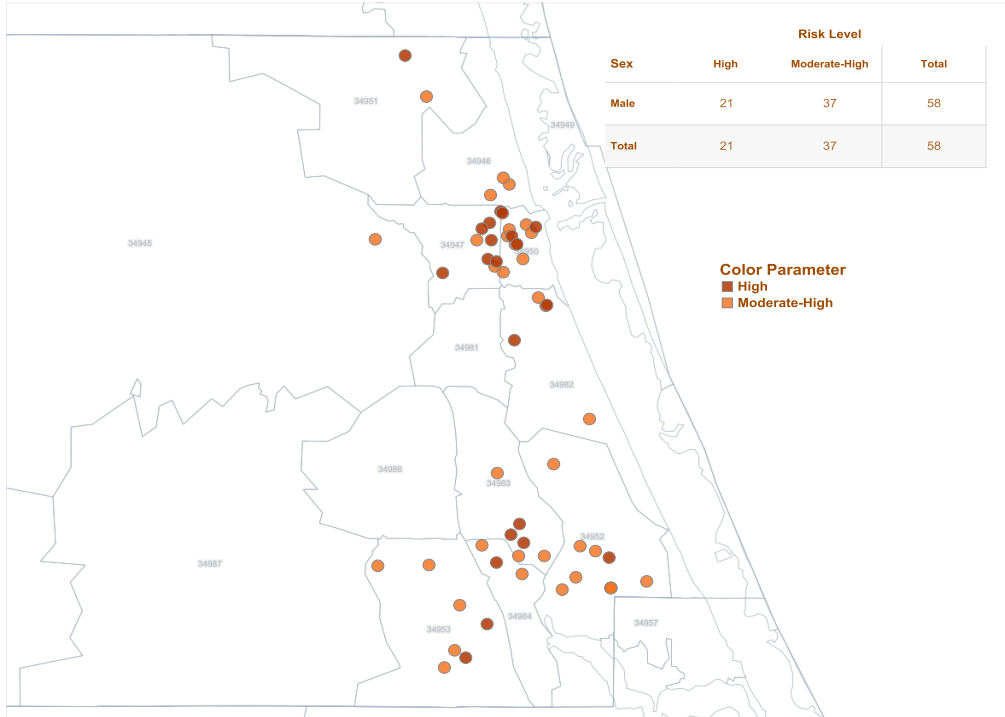 Risk Level
Sex High Moderate-High Total
Male 21 37 58
Total 21 37 58
34951
34949
34946
34945
34947
950
Color Parameter
High
Moderate-High
34981
34982
34986
34983
34952
34987
34984
34953
34957